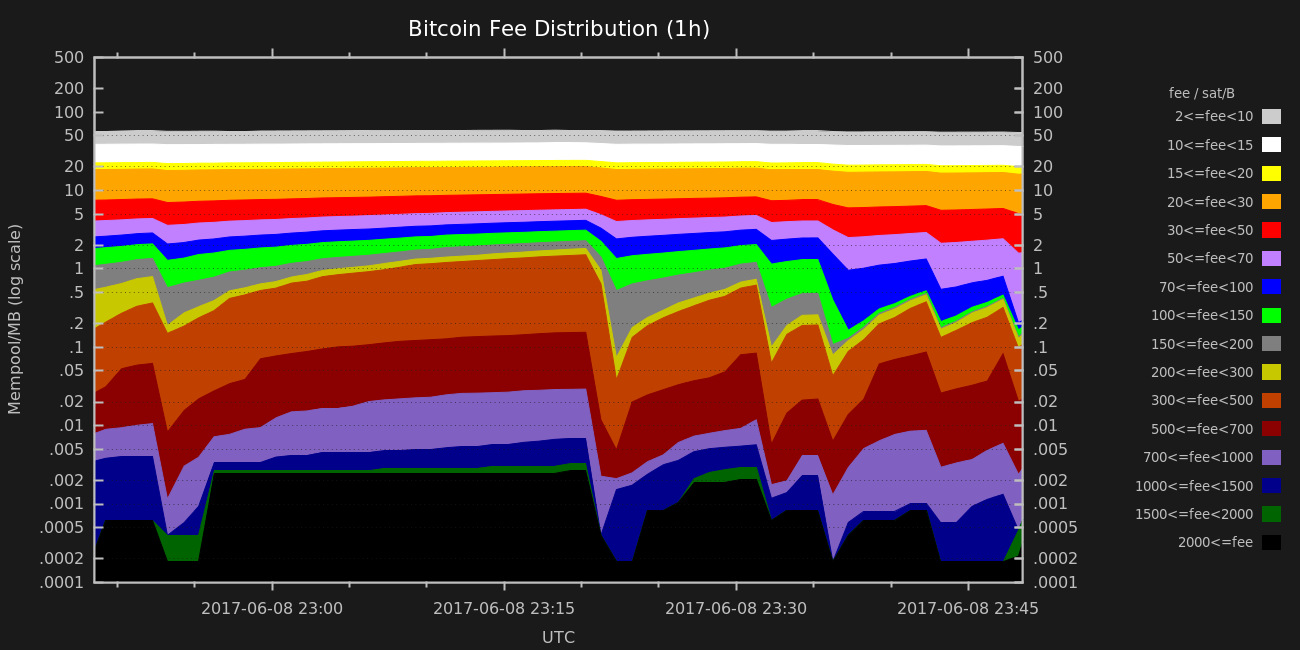 Bitcoin Fee Distribution (1h)
Mempool/MB (log scale)
500
200
100
50
20
10
5
2
1
.5
.2
.1
.05
.02
.01
.005
.002
.001
.0005
.0002
.0001
500
200
100
50
20
10
5
2
1
.5
.2
.1
.05
.02
.01
.005
.002
.001
.0005
.0002
.0001
2017-06-08 23:00 2017-06-08 23:15 2017-06-08 23:30 2017-06-08 23:45
UTC
fee / sat/B
2<=fee<10
10<=fee<15
15<=fee<20
20<=fee<30
30<=fee<50
50<=fee<70
70<=fee<100
100<=fee<150
150<=fee<200
200<=fee<300
300<=fee<500
500<=fee<700
700<=fee<1000
1000<=fee<1500
1500<=fee<2000
2000<=fee